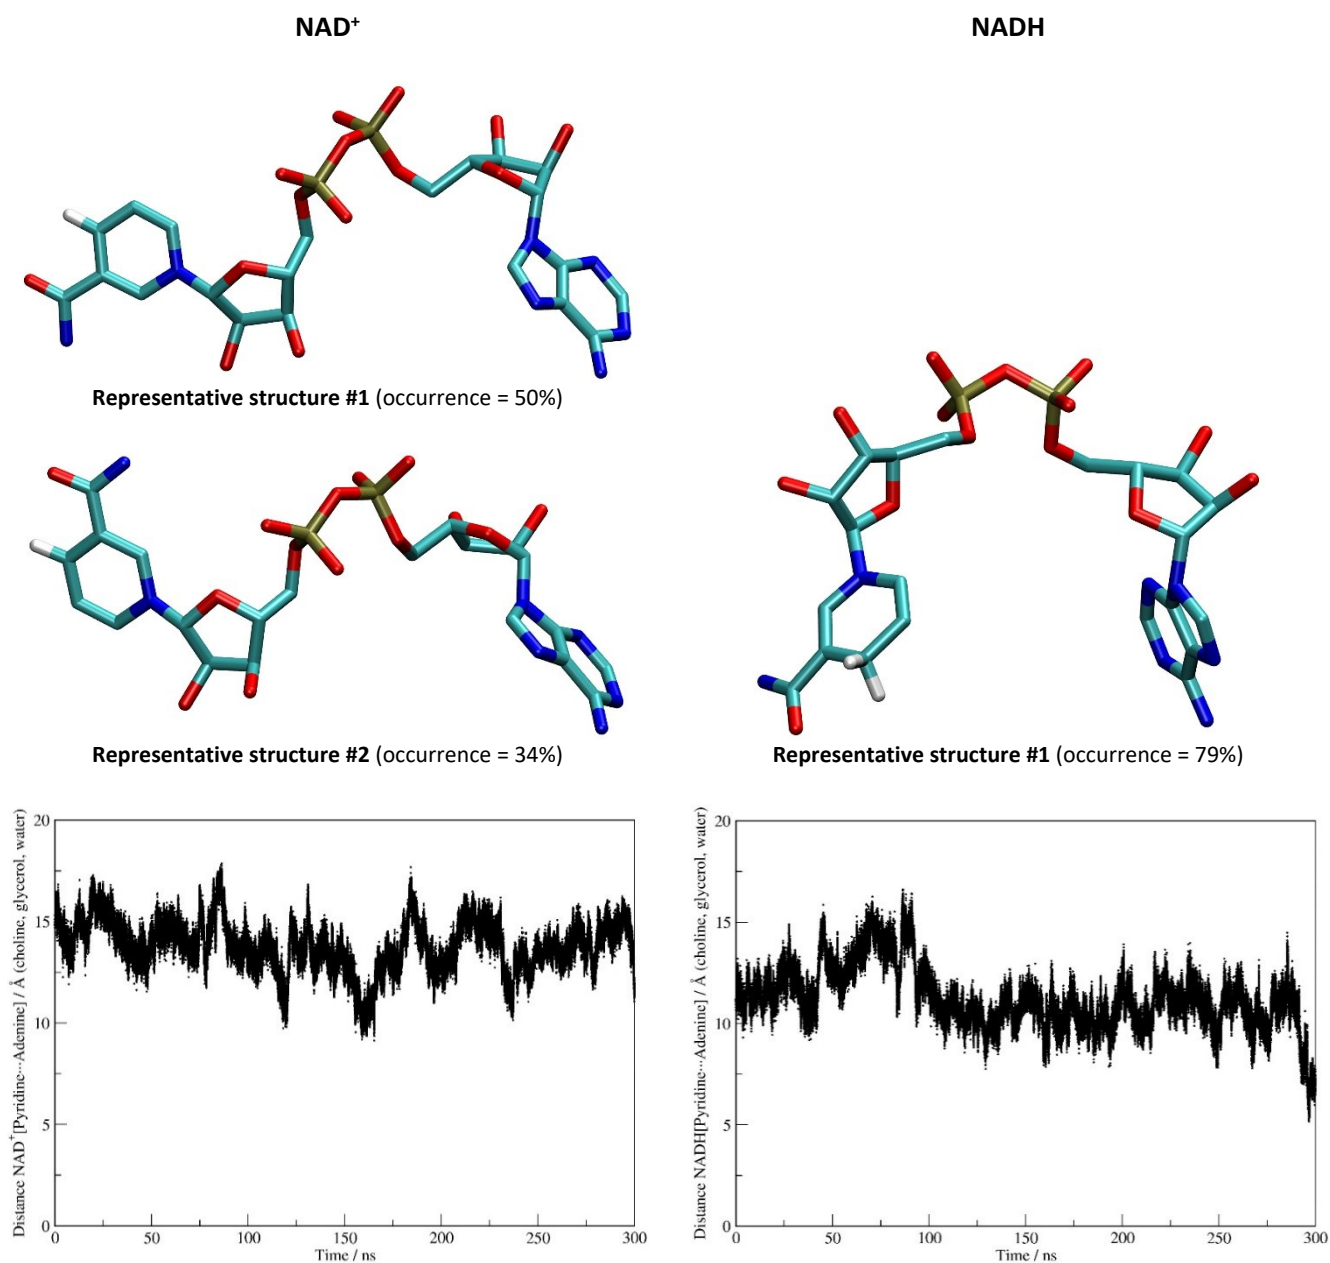 NAD⁺
NADH
Representative structure #1 (occurrence = 50%)
Representative structure #2 (occurrence = 34%)
Representative structure #1 (occurrence = 79%)
Distance NAD⁺[Pyridine···Adenine] / Å (choline, glycerol, water)
20
15
10
5
0
0 50 100 150 200 250 300
Time / ns
Distance NADH[Pyridine···Adenine] / Å (choline, glycerol, water)
20
15
10
5
0
0 50 100 150 200 250 300
Time / ns